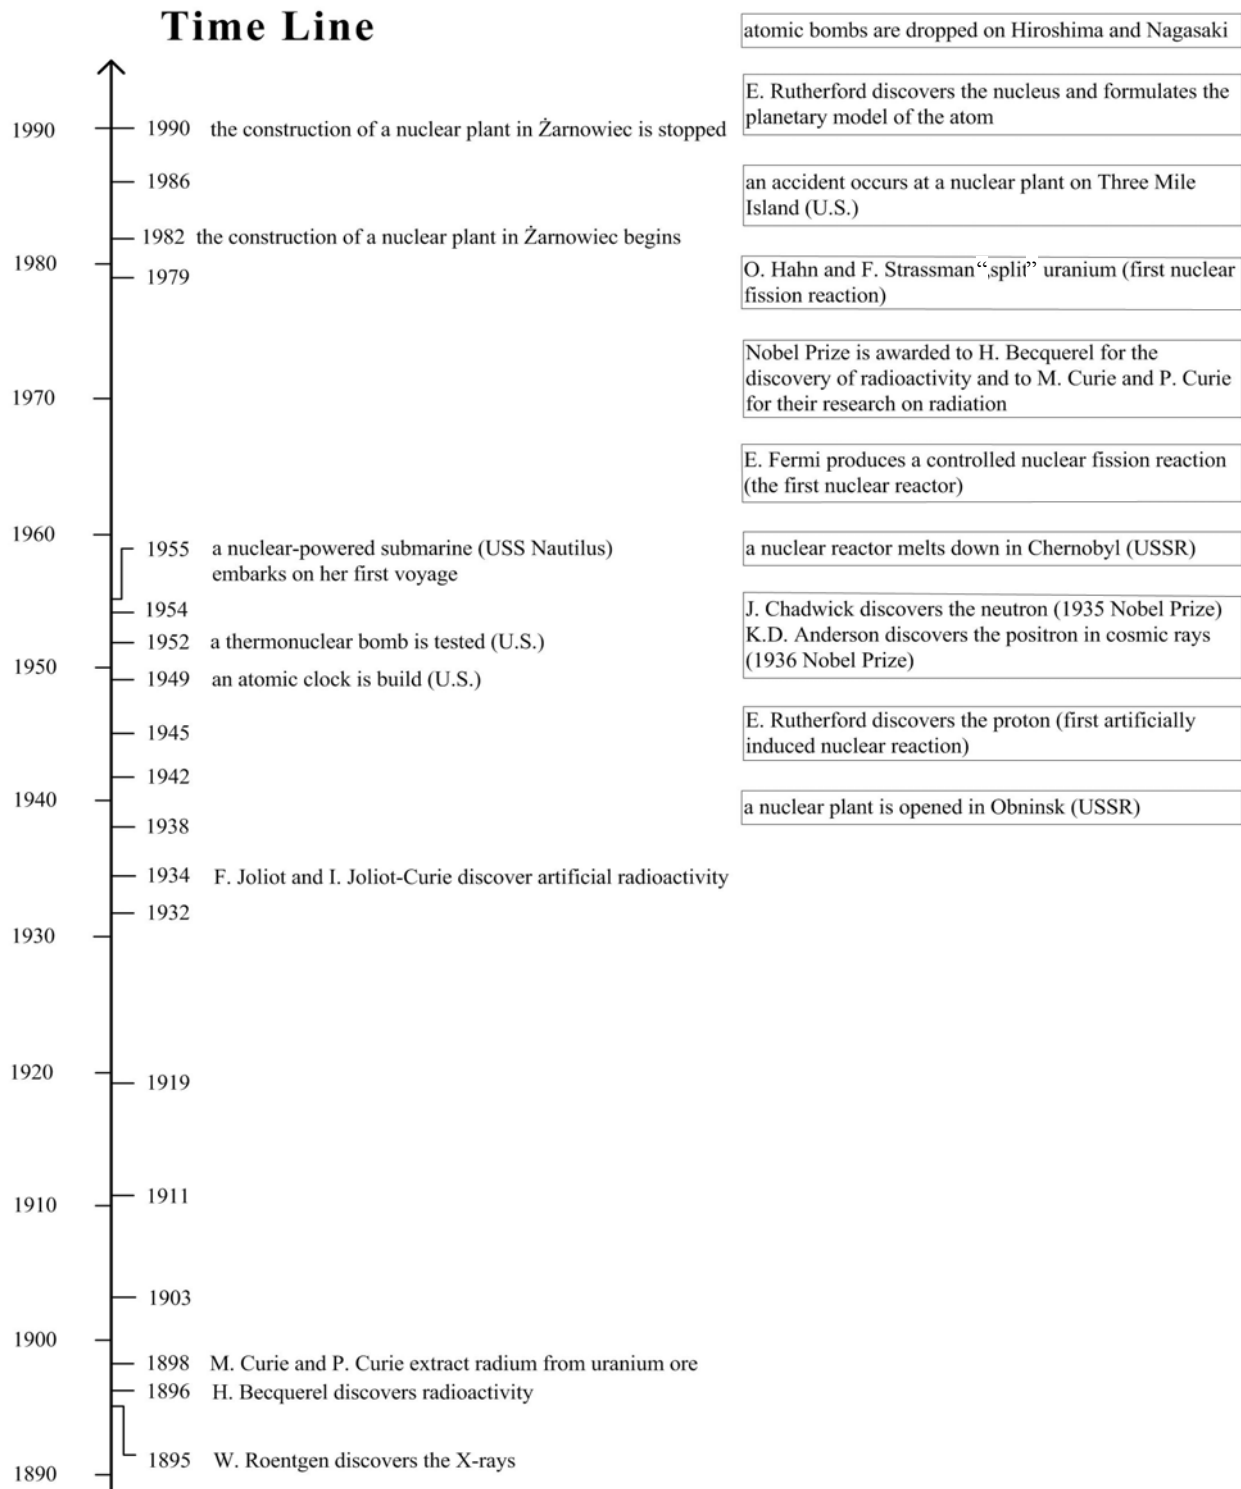 Time Line
1990
1990 the construction of a nuclear plant in Żarnowiec is stopped
1986
1982 the construction of a nuclear plant in Żarnowiec begins
1980
1979
1970
1960
1955 a nuclear-powered submarine (USS Nautilus)
embarks on her first voyage
1954
1952 a thermonuclear bomb is tested (U.S.)
1950
1949 an atomic clock is build (U.S.)
1945
1942
1940
1938
1934 F. Joliot and I. Joliot-Curie discover artificial radioactivity
1932
1930
1920
1919
1911
1910
1903
1900
1898 M. Curie and P. Curie extract radium from uranium ore
1896 H. Becquerel discovers radioactivity
1895 W. Roentgen discovers the X-rays
1890
atomic bombs are dropped on Hiroshima and Nagasaki
E. Rutherford discovers the nucleus and formulates the
planetary model of the atom
an accident occurs at a nuclear plant on Three Mile
Island (U.S.)
O. Hahn and F. Strassman “split” uranium (first nuclear
fission reaction)
Nobel Prize is awarded to H. Becquerel for the
discovery of radioactivity and to M. Curie and P. Curie
for their research on radiation
E. Fermi produces a controlled nuclear fission reaction
(the first nuclear reactor)
a nuclear reactor melts down in Chernobyl (USSR)
J. Chadwick discovers the neutron (1935 Nobel Prize)
K.D. Anderson discovers the positron in cosmic rays
(1936 Nobel Prize)
E. Rutherford discovers the proton (first artificially
induced nuclear reaction)
a nuclear plant is opened in Obninsk (USSR)